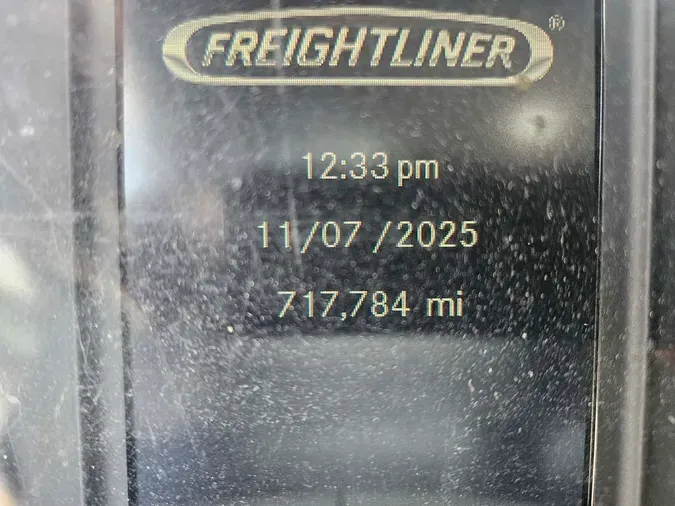 FREIGHTLINER®
12:33 pm
11/07/2025
717,784 mi